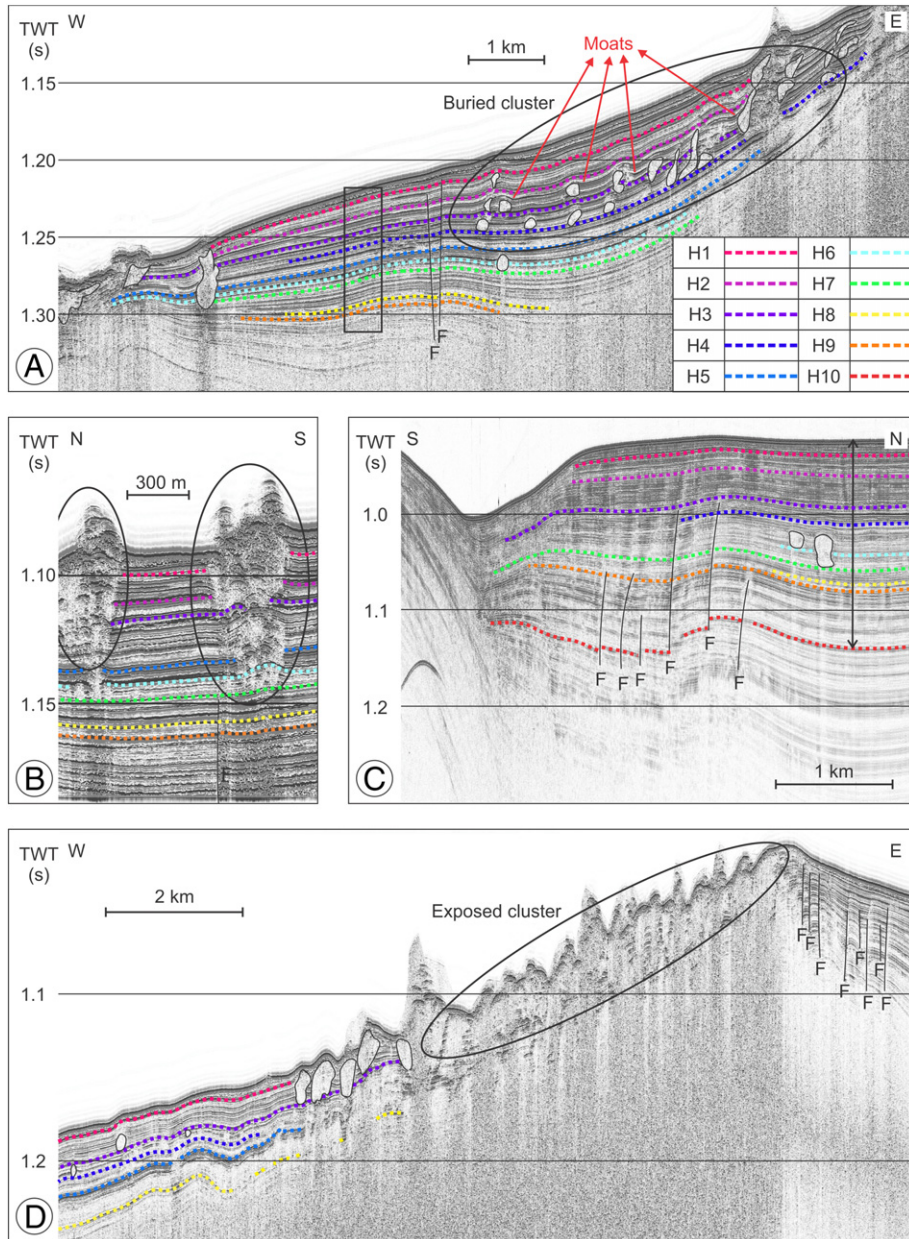 TWT W
(s)
E
1 km
Moats
Buried cluster
1.15
1.20
1.25
1.30
F
F
H1 H6
H2 H7
H3 H8
H4 H9
H5 H10
A
TWT N S
(s)
300 m
1.10
1.15
B
TWT S N
(s)
1.0
1.1
1.2
F F F F F F
1 km
C
TWT W E
(s)
2 km
Exposed cluster
1.1
1.2
F F F F F F F
D